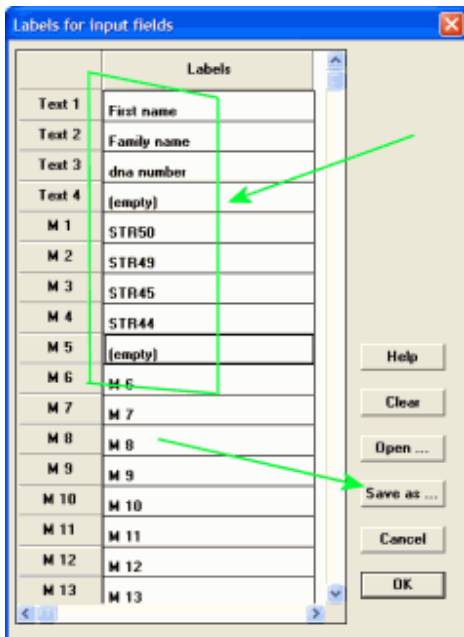 Labels for input fields
Labels
Text 1 First name
Text 2 Family name
Text 3 dna number
Text 4 (empty)
M 1 STR50
M 2 STR49
M 3 STR45
M 4 STR44
M 5 (empty)
M 6 M 6
M 7 M 7
M 8 M 8
M 9 M 9
M 10 M 10
M 11 M 11
M 12 M 12
M 13 M 13
Help
Clear
Open ...
Save as ...
Cancel
OK